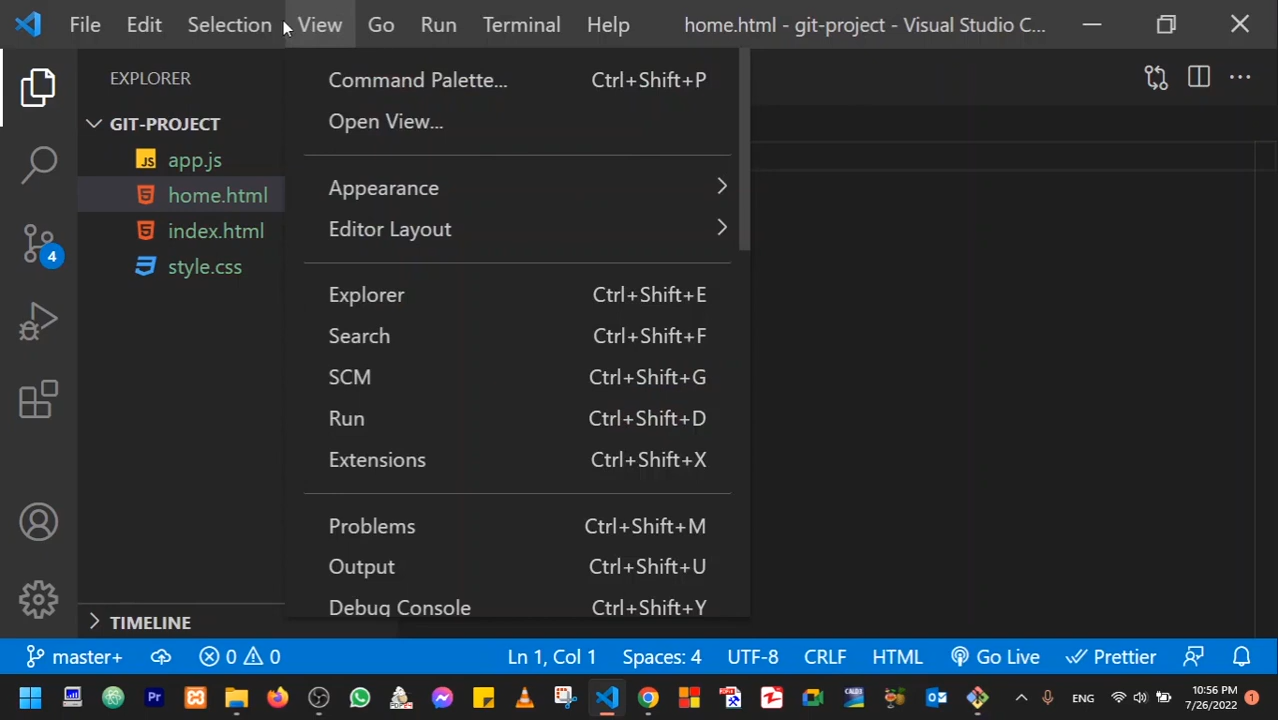 File Edit Selection View Go Run Terminal Help home.html - git-project - Visual Studio C...
EXPLORER
GIT-PROJECT
JS app.js
home.html
index.html
style.css
4
Command Palette... Ctrl+Shift+P
Open View...
Appearance
Editor Layout
Explorer Ctrl+Shift+E
Search Ctrl+Shift+F
SCM Ctrl+Shift+G
Run Ctrl+Shift+D
Extensions Ctrl+Shift+X
Problems Ctrl+Shift+M
Output Ctrl+Shift+U
Debug Console Ctrl+Shift+Y
TIMELINE
master+ 0 0 Ln 1, Col 1 Spaces: 4 UTF-8 CRLF HTML Go Live Prettier
Pr ENG 10:56 PM 1
7/26/2022